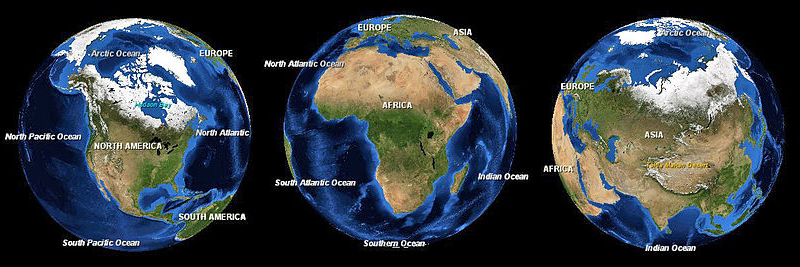 Arctic Ocean
EUROPE
Hudson Bay
North Pacific Ocean
North Atlantic
NORTH AMERICA
SOUTH AMERICA
South Pacific Ocean
EUROPE
ASIA
North Atlantic Ocean
AFRICA
South Atlantic Ocean
Indian Ocean
Southern Ocean
Arctic Ocean
EUROPE
ASIA
AFRICA
Indian Ocean